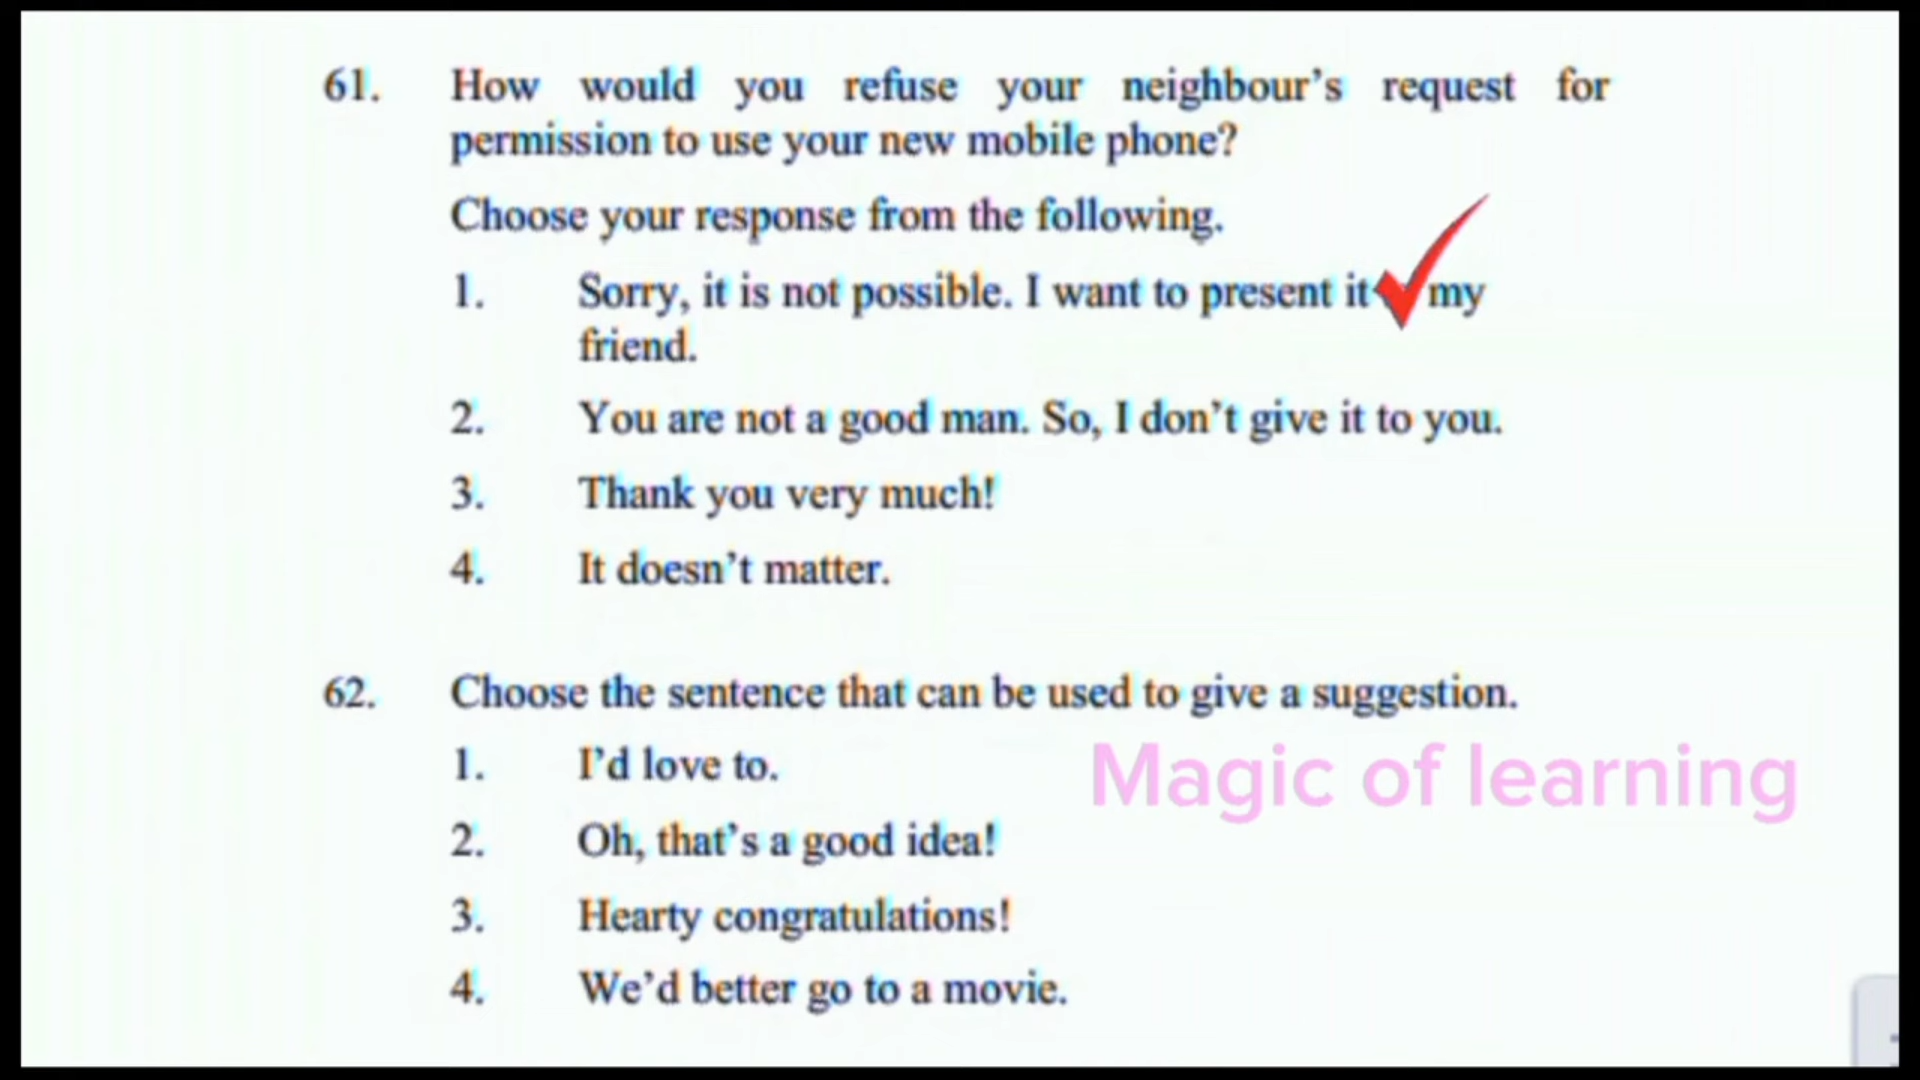 61. How would you refuse your neighbour's request for
permission to use your new mobile phone?
Choose your response from the following.
1. Sorry, it is not possible. I want to present it my
friend.
2. You are not a good man. So, I don't give it to you.
3. Thank you very much!
4. It doesn't matter.
62. Choose the sentence that can be used to give a suggestion.
1. I'd love to.
Magic of learning
2. Oh, that's a good idea!
3. Hearty congratulations!
4. We'd better go to a movie.